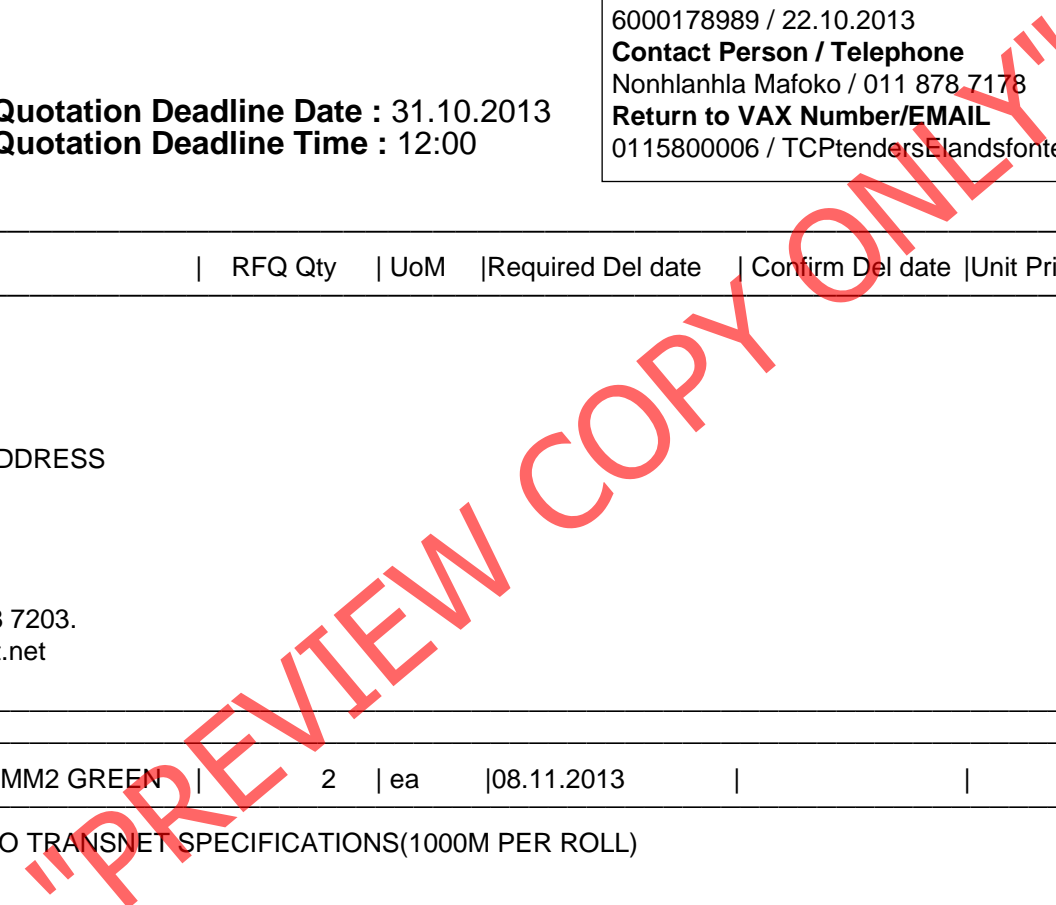 6000178989 / 22.10.2013
Contact Person / Telephone
Nonhlanhla Mafoko / 011 878 7178
Quotation Deadline Date : 31.10.2013
Return to VAX Number/EMAIL
Quotation Deadline Time : 12:00
0115800006 / TCPtendersElandsfonte
| RFQ Qty | UoM |Required Del date | Confirm Del date |Unit Pri
DDRESS
7203.
.net
MM2 GREEN | 2 | ea |08.11.2013 | |
O TRANSNET SPECIFICATIONS(1000M PER ROLL)
"PREVIEW COPY ONLY"